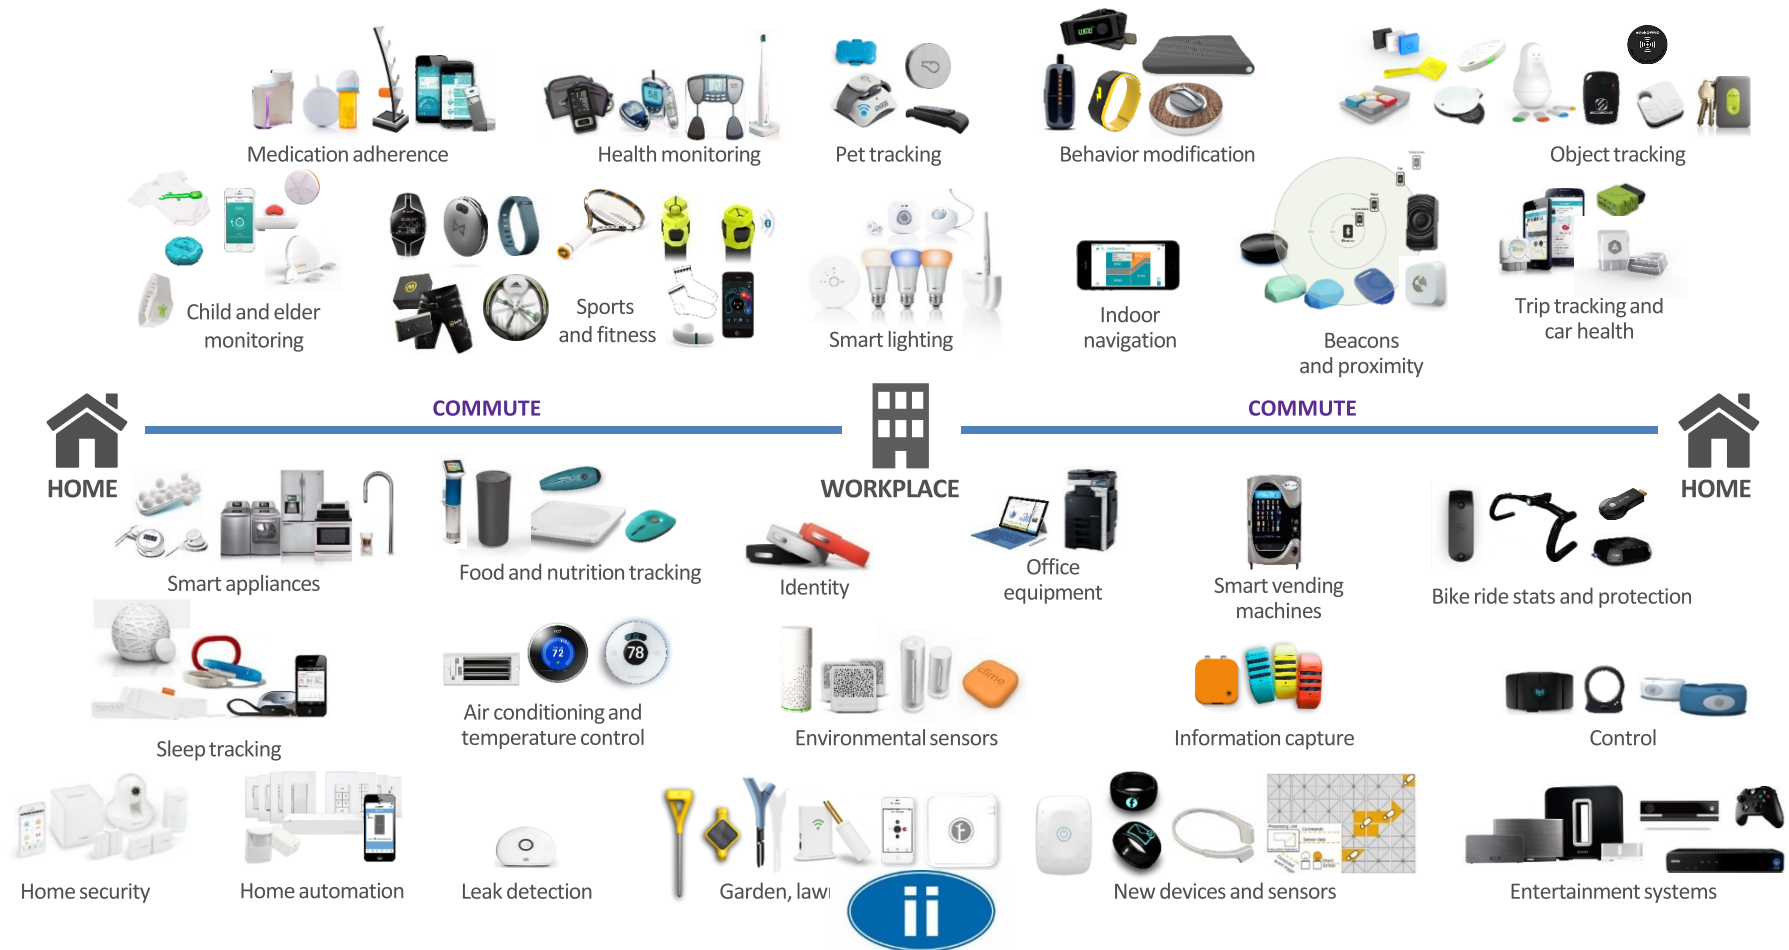 Medication adherence
Health monitoring
Pet tracking
Behavior modification
Object tracking
Child and elder
monitoring
Sports
and fitness
Smart lighting
Indoor
navigation
Beacons
and proximity
Trip tracking and
car health
COMMUTE
COMMUTE
HOME
WORKPLACE
HOME
Smart appliances
Food and nutrition tracking
Identity
Office
equipment
Smart vending
machines
Bike ride stats and protection
72
78
Sleep tracking
Air conditioning and
temperature control
dime
Environmental sensors
Information capture
Control
Home security
Home automation
Leak detection
Garden, law
ii
New devices and sensors
Entertainment systems